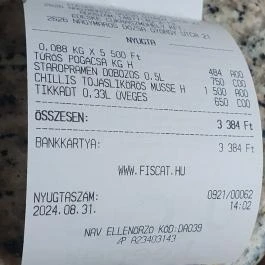 2626 NAGYMAROS DÓZSA GYÖRGY UTCA 21
NYUGTA
0,088 KG X 5 500 Ft
TÚRÓS POGÁCSA KG H 484 A00
STAROPRAMEN DOBOZOS 0.5L 750 C00
CHILLIS TOJASLIKOROS MUSSE H 1 500 A00
TIKKADT 0.33L ÜVEGES 650 C00
ÖSSZESEN: 3 384 Ft
BANKKÁRTYA: 3 384 Ft
WWW.FISCAT.HU
NYUGTASZÁM: 0921/00062
2024.08.31. 14:02
NAV ELLENŐRZŐ KÓD:DA039
AP A23403143